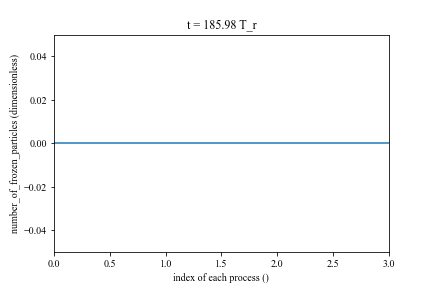 t = 185.98 T_r
number_of_frozen_particles (dimensionless)
0.04
0.02
0.00
−0.02
−0.04
0.0 0.5 1.0 1.5 2.0 2.5 3.0
index of each process ()